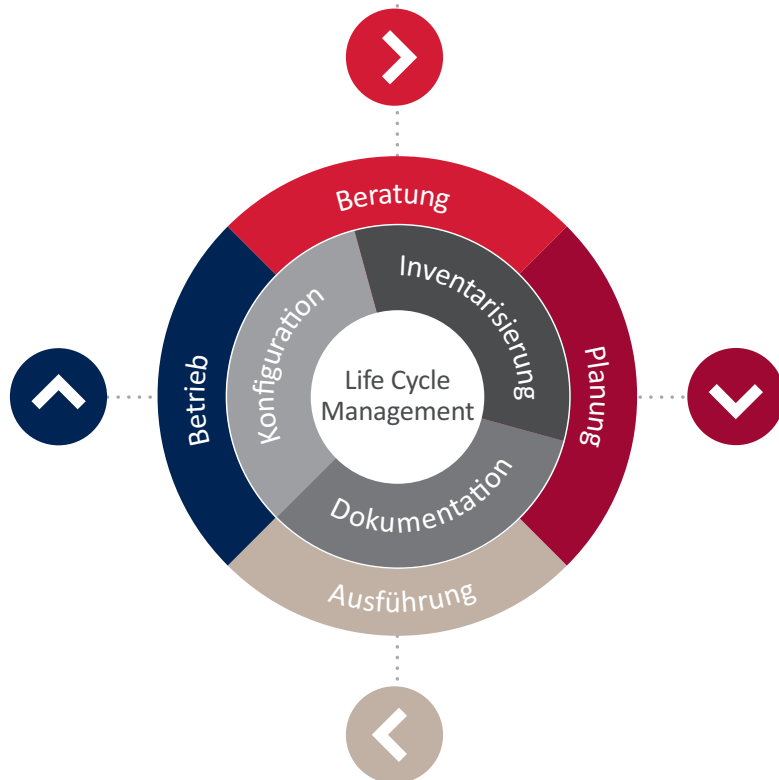 Beratung
Inventarisierung
Konfiguration
Life Cycle
Management
Betrieb
Planung
Dokumentation
Ausführung